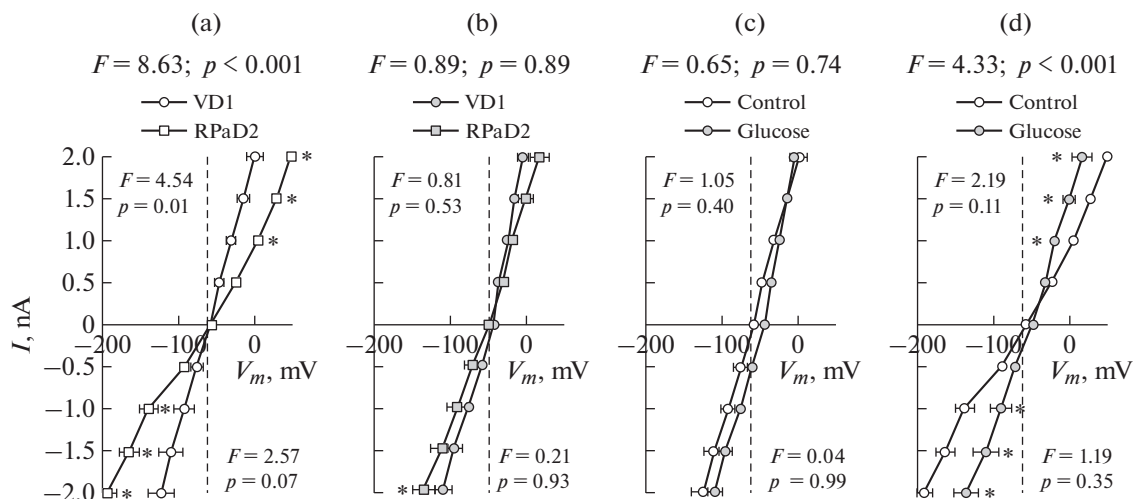 (a) (b) (c) (d)
F = 8.63; p < 0.001 F = 0.89; p = 0.89 F = 0.65; p = 0.74 F = 4.33; p < 0.001
VD1 VD1 Control Control
RPaD2 RPaD2 Glucose Glucose
2.0
1.5
1.0
0.5
0
−0.5
−1.0
−1.5
−2.0
I, nA
F = 4.54
p = 0.01
*
*
*
−200 −100 0
Vm, mV
*
*
*
F = 2.57
p = 0.07
F = 0.81
p = 0.53
−200 −100 0
Vm, mV
*
F = 0.21
p = 0.93
F = 1.05
p = 0.40
−200 −100 0
Vm, mV
F = 0.04
p = 0.99
F = 2.19
p = 0.11
*
*
*
−200 −100 0
Vm, mV
*
*
*
F = 1.19
p = 0.35